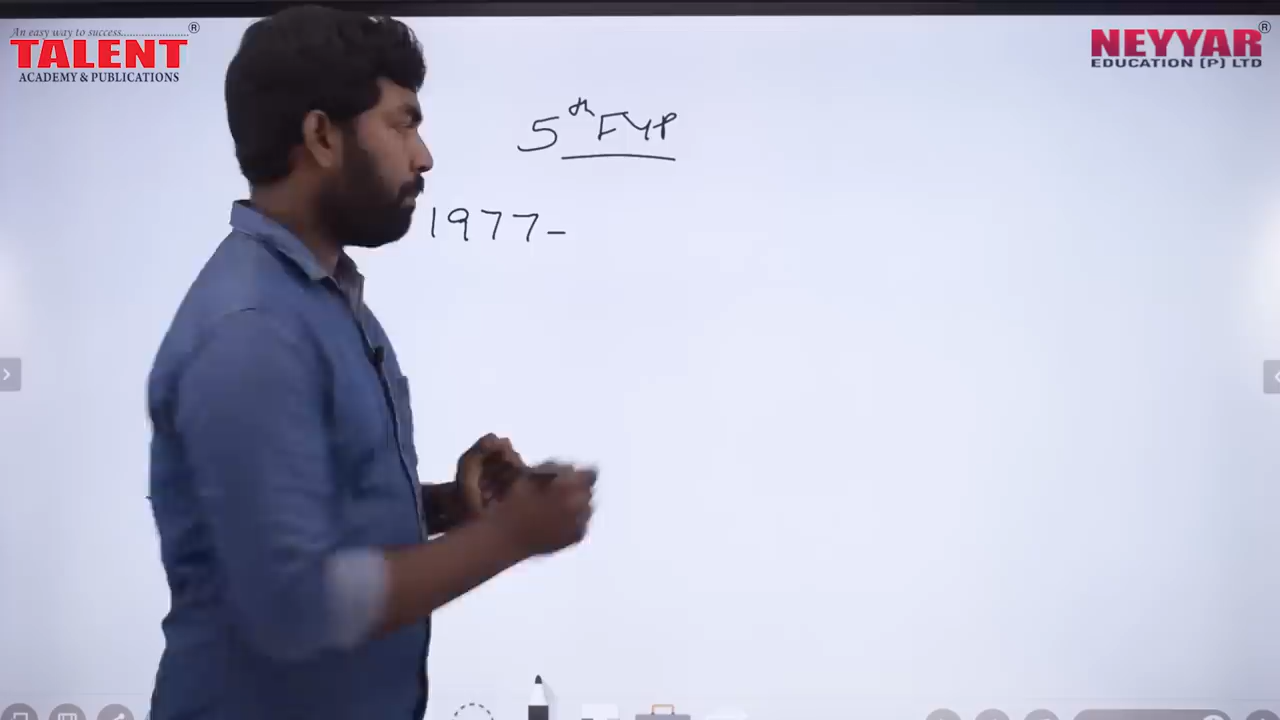 An easy way to success....................
TALENT
ACADEMY & PUBLICATIONS
NEYYAR
EDUCATION (P) LTD
5th FYP
1977-